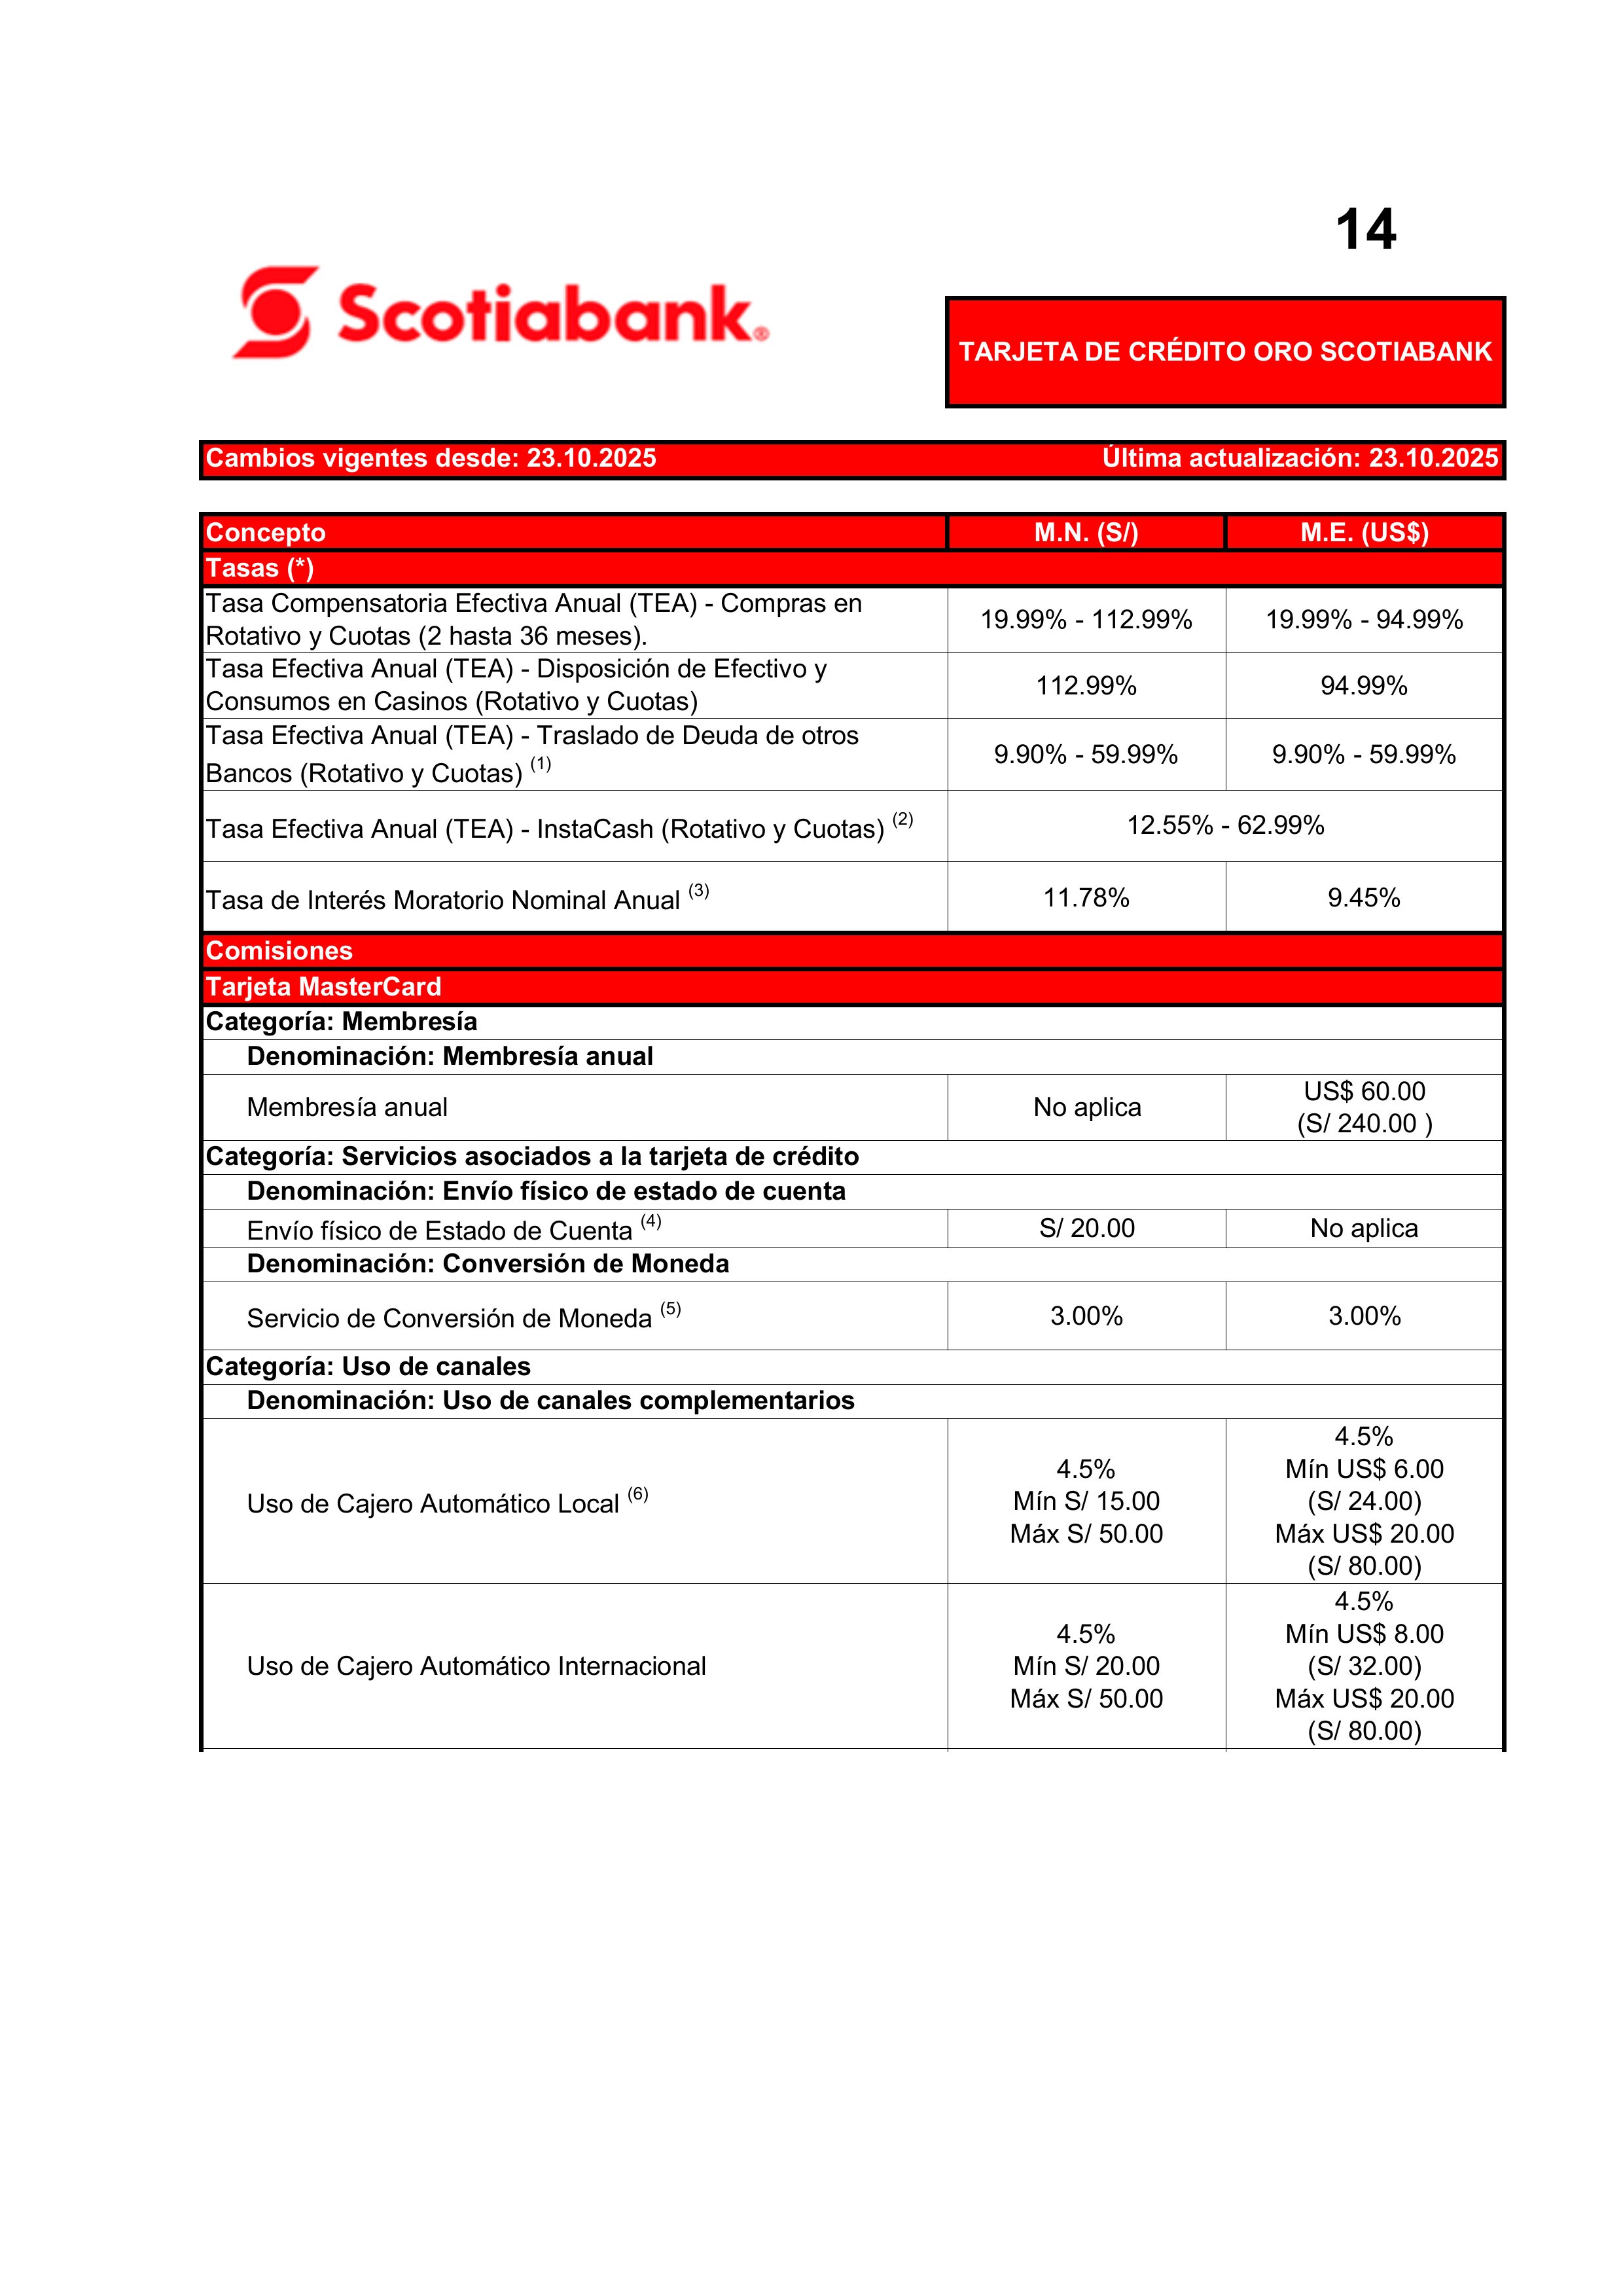 14
Scotiabank®
TARJETA DE CRÉDITO ORO SCOTIABANK
Cambios vigentes desde: 23.10.2025 Última actualización: 23.10.2025
Concepto M.N. (S/) M.E. (US$)
Tasas (*)
Tasa Compensatoria Efectiva Anual (TEA) - Compras en
Rotativo y Cuotas (2 hasta 36 meses).
19.99% - 112.99% 19.99% - 94.99%
Tasa Efectiva Anual (TEA) - Disposición de Efectivo y
Consumos en Casinos (Rotativo y Cuotas)
112.99% 94.99%
Tasa Efectiva Anual (TEA) - Traslado de Deuda de otros
Bancos (Rotativo y Cuotas) (1)
9.90% - 59.99% 9.90% - 59.99%
Tasa Efectiva Anual (TEA) - InstaCash (Rotativo y Cuotas) (2) 12.55% - 62.99%
Tasa de Interés Moratorio Nominal Anual (3) 11.78% 9.45%
Comisiones
Tarjeta MasterCard
Categoría: Membresía
Denominación: Membresía anual
Membresía anual No aplica
US$ 60.00
(S/ 240.00 )
Categoría: Servicios asociados a la tarjeta de crédito
Denominación: Envío físico de estado de cuenta
Envío físico de Estado de Cuenta (4) S/ 20.00 No aplica
Denominación: Conversión de Moneda
Servicio de Conversión de Moneda (5) 3.00% 3.00%
Categoría: Uso de canales
Denominación: Uso de canales complementarios
Uso de Cajero Automático Local (6)
4.5%
Mín S/ 15.00
Máx S/ 50.00
4.5%
Mín US$ 6.00
(S/ 24.00)
Máx US$ 20.00
(S/ 80.00)
Uso de Cajero Automático Internacional
4.5%
Mín S/ 20.00
Máx S/ 50.00
4.5%
Mín US$ 8.00
(S/ 32.00)
Máx US$ 20.00
(S/ 80.00)